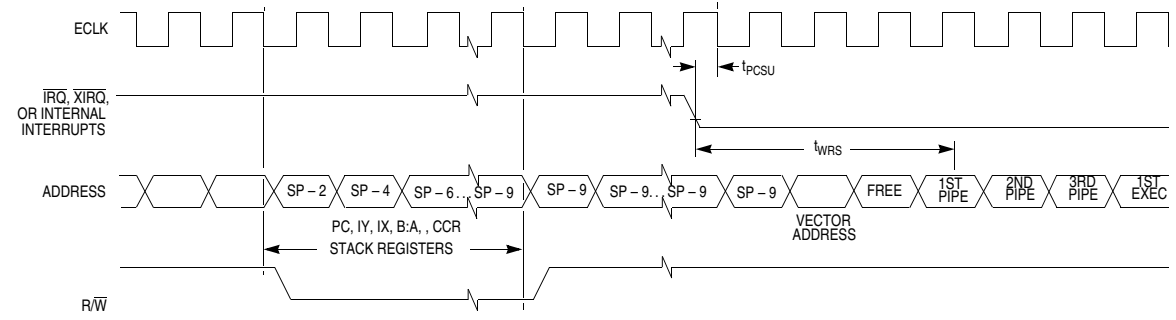 ECLK
tPCSU
IRQ, XIRQ,
OR INTERNAL
INTERRUPTS
tWRS
ADDRESS
SP – 2
SP – 4
SP – 6 . . . SP – 9
SP – 9
SP – 9 . . . SP – 9
SP – 9
FREE
1ST
PIPE
2ND
PIPE
3RD
PIPE
1ST
EXEC
VECTOR
ADDRESS
PC, IY, IX, B:A, , CCR
STACK REGISTERS
R/W